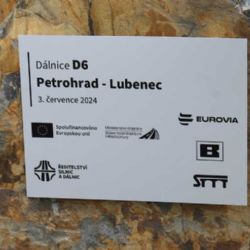 Dálnice D6
Petrohrad - Lubenec
3. července 2024
EUROVIA
Spolufinancováno
Evropskou unií
B
ŘEDITELSTVÍ
SILNIC
A DÁLNIC